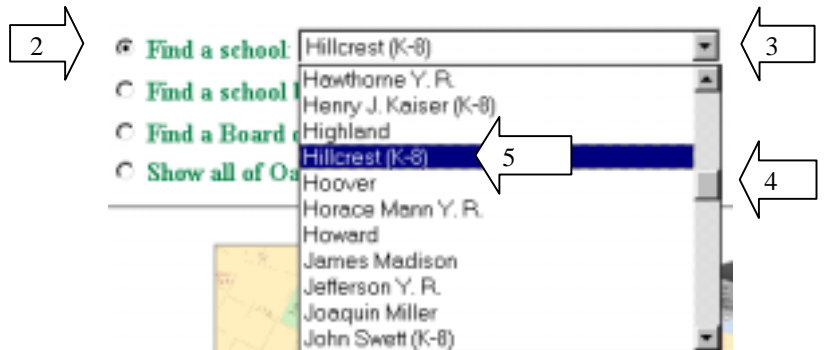 2 Find a school: Hillcrest (K-8) 3
Hawthorne Y. R.
Find a school
Henry J. Kaiser (K-8)
Find a Board
Highland
Hillcrest (K-8) 5
Show all of Oa
Hoover 4
Horace Mann Y. R.
Howard
James Madison
Jefferson Y. R.
Joaquin Miller
John Swett (K-8)